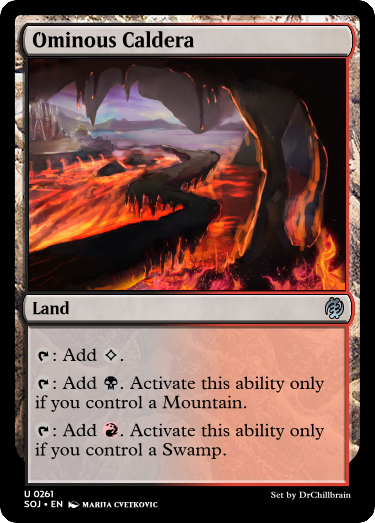 Ominous Caldera
Land
: Add .
: Add . Activate this ability only
if you control a Mountain.
: Add . Activate this ability only
if you control a Swamp.
U 0261
SOJ • EN MARIJA CVETKOVIC
Set by DrChillbrain